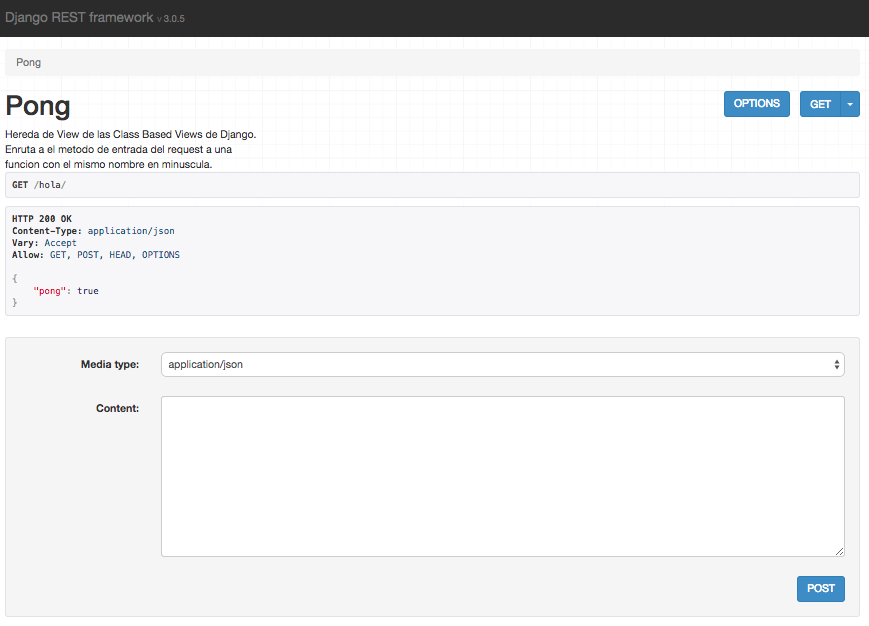 Django REST framework v 3.0.5
Pong
Pong
OPTIONS
GET
Hereda de View de las Class Based Views de Django.
Enruta a el metodo de entrada del request a una
funcion con el mismo nombre en minuscula.
GET /hola/
HTTP 200 OK
Content-Type: application/json
Vary: Accept
Allow: GET, POST, HEAD, OPTIONS
{
"pong": true
}
Media type:
application/json
Content:
POST